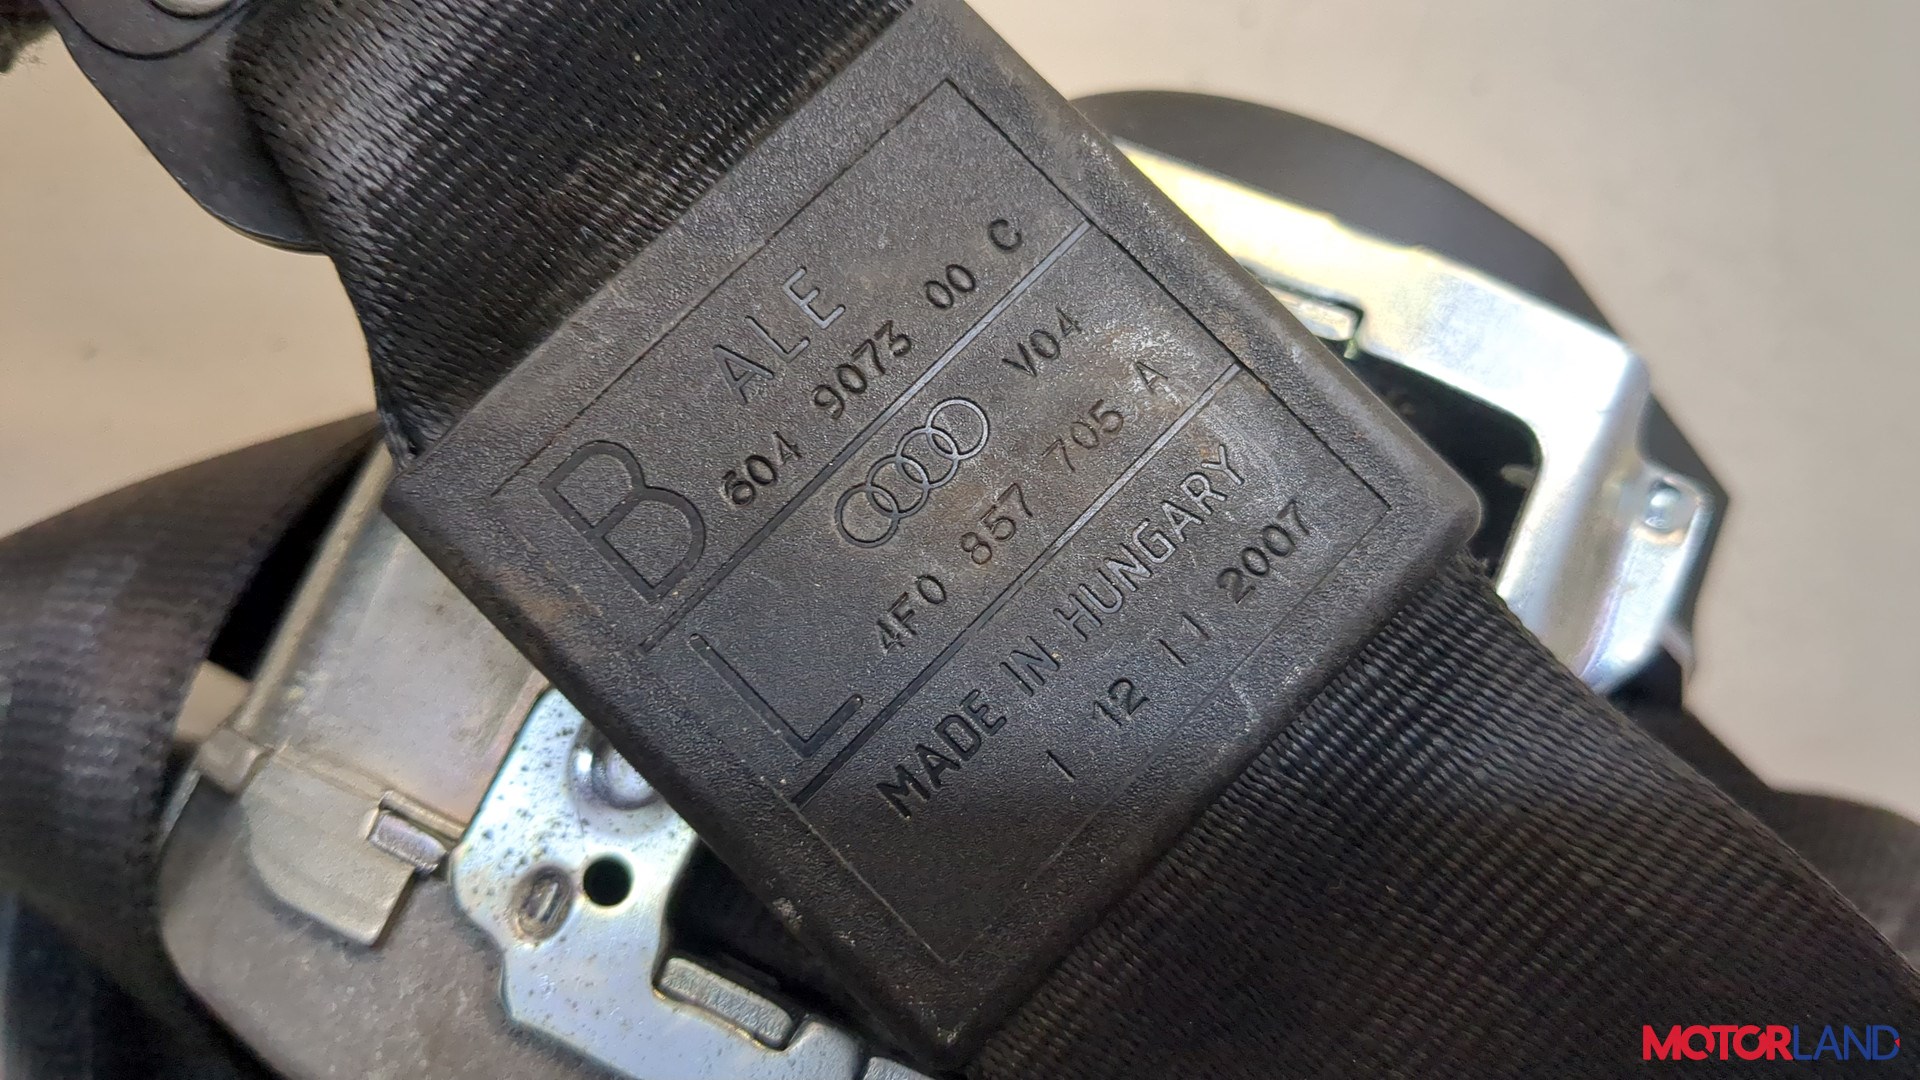 ALE
B
604 9073 00 C
V04
4F0 857 705 A
L
MADE IN HUNGARY
1 12 11 2007
MOTORLAND